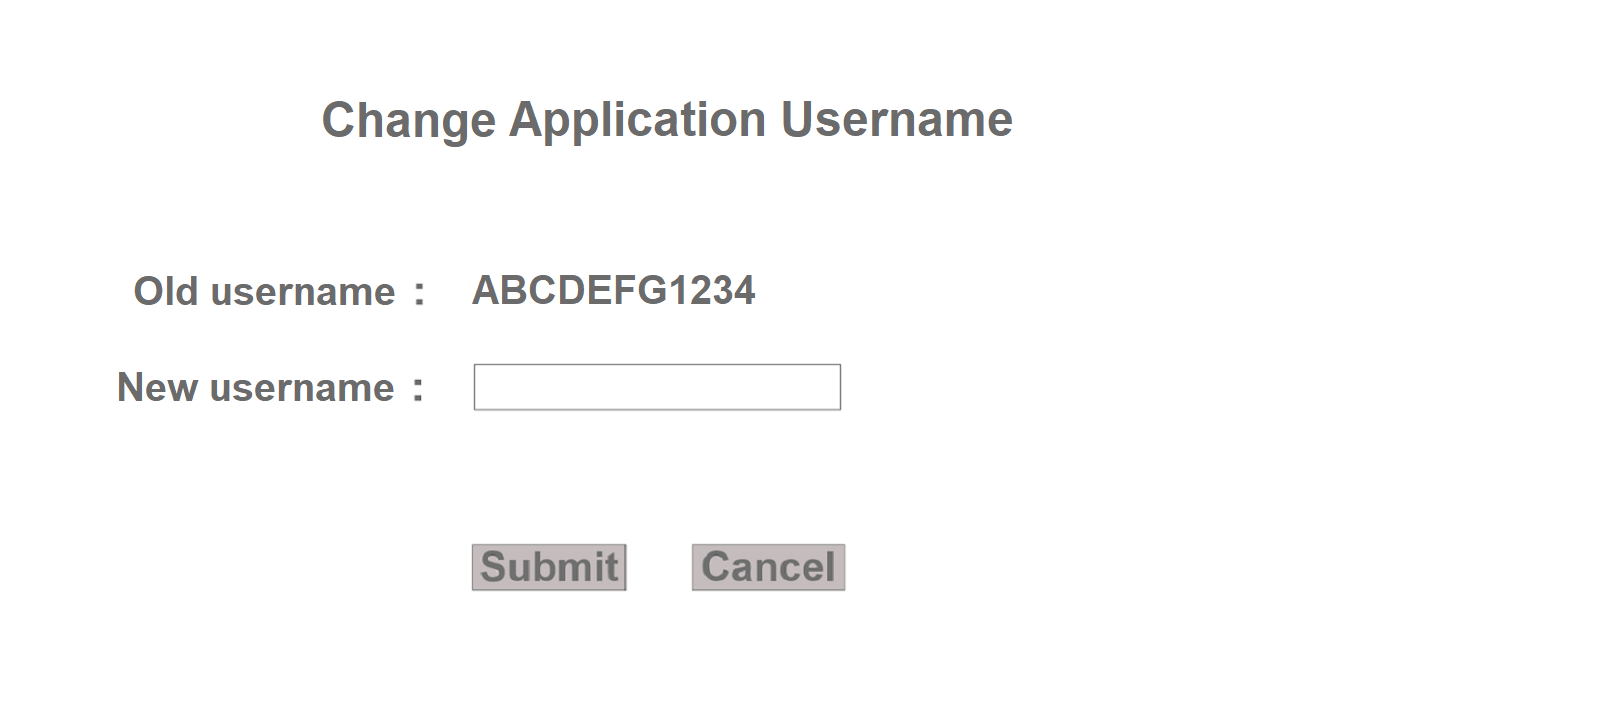 Change Application Username
Old username : ABCDEFG1234
New username :
Submit Cancel